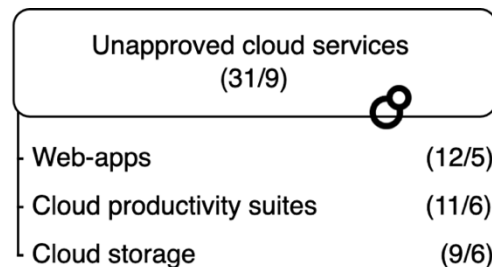 Unapproved cloud services
(31/9)
Web-apps (12/5)
Cloud productivity suites (11/6)
Cloud storage (9/6)